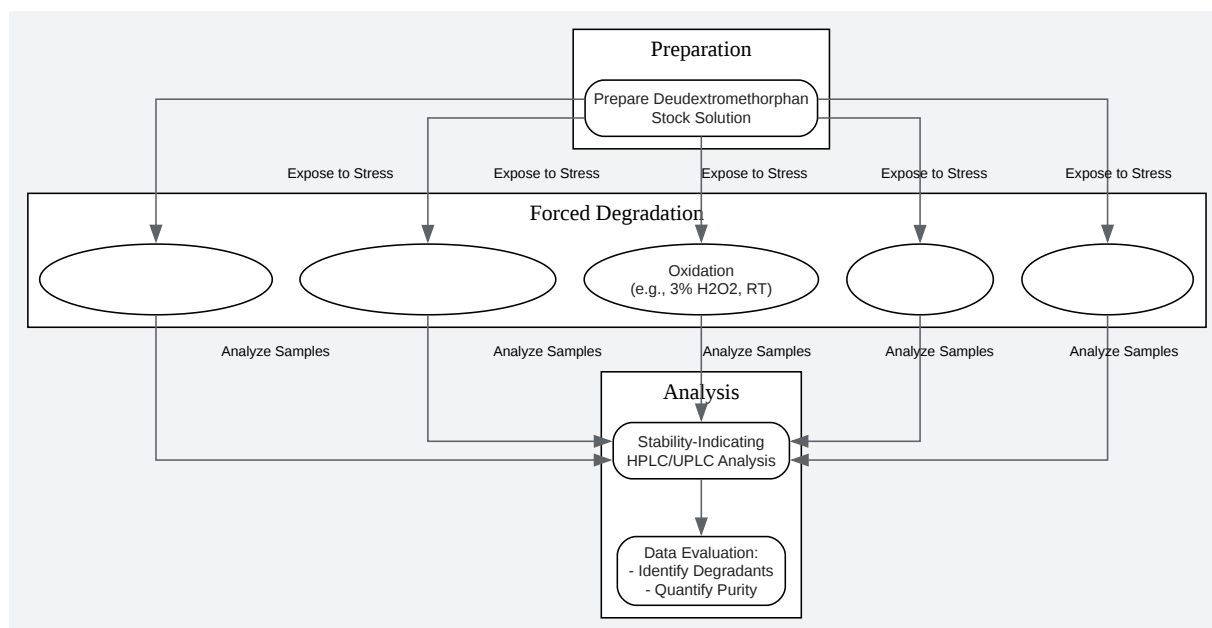 Preparation
Prepare Deudextromethorphan
Stock Solution
Expose to Stress
Expose to Stress
Expose to Stress
Expose to Stress
Expose to Stress
Forced Degradation
Oxidation
(e.g., 3% H2O2, RT)
Analyze Samples
Analyze Samples
Analyze Samples
Analyze Samples
Analyze Samples
Analysis
Stability-Indicating
HPLC/UPLC Analysis
Data Evaluation:
- Identify Degradants
- Quantify Purity